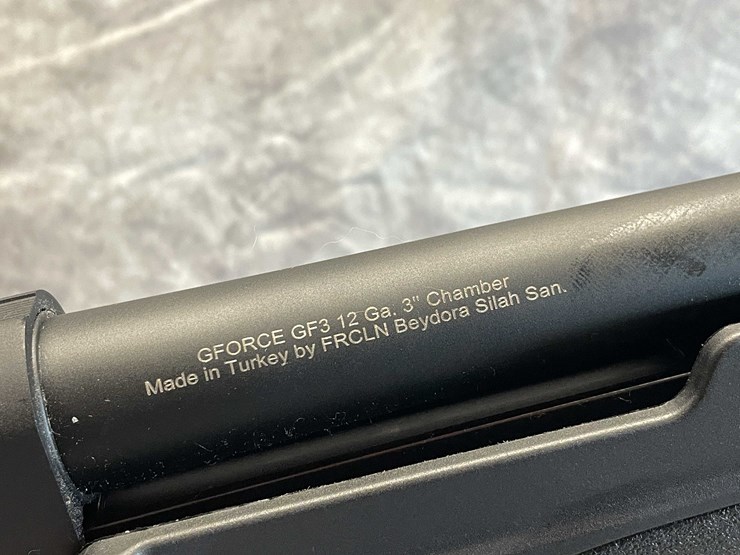 GFORCE GF3 12 Ga. 3" Chamber
Made in Turkey by FRCLN Beydora Silah San.